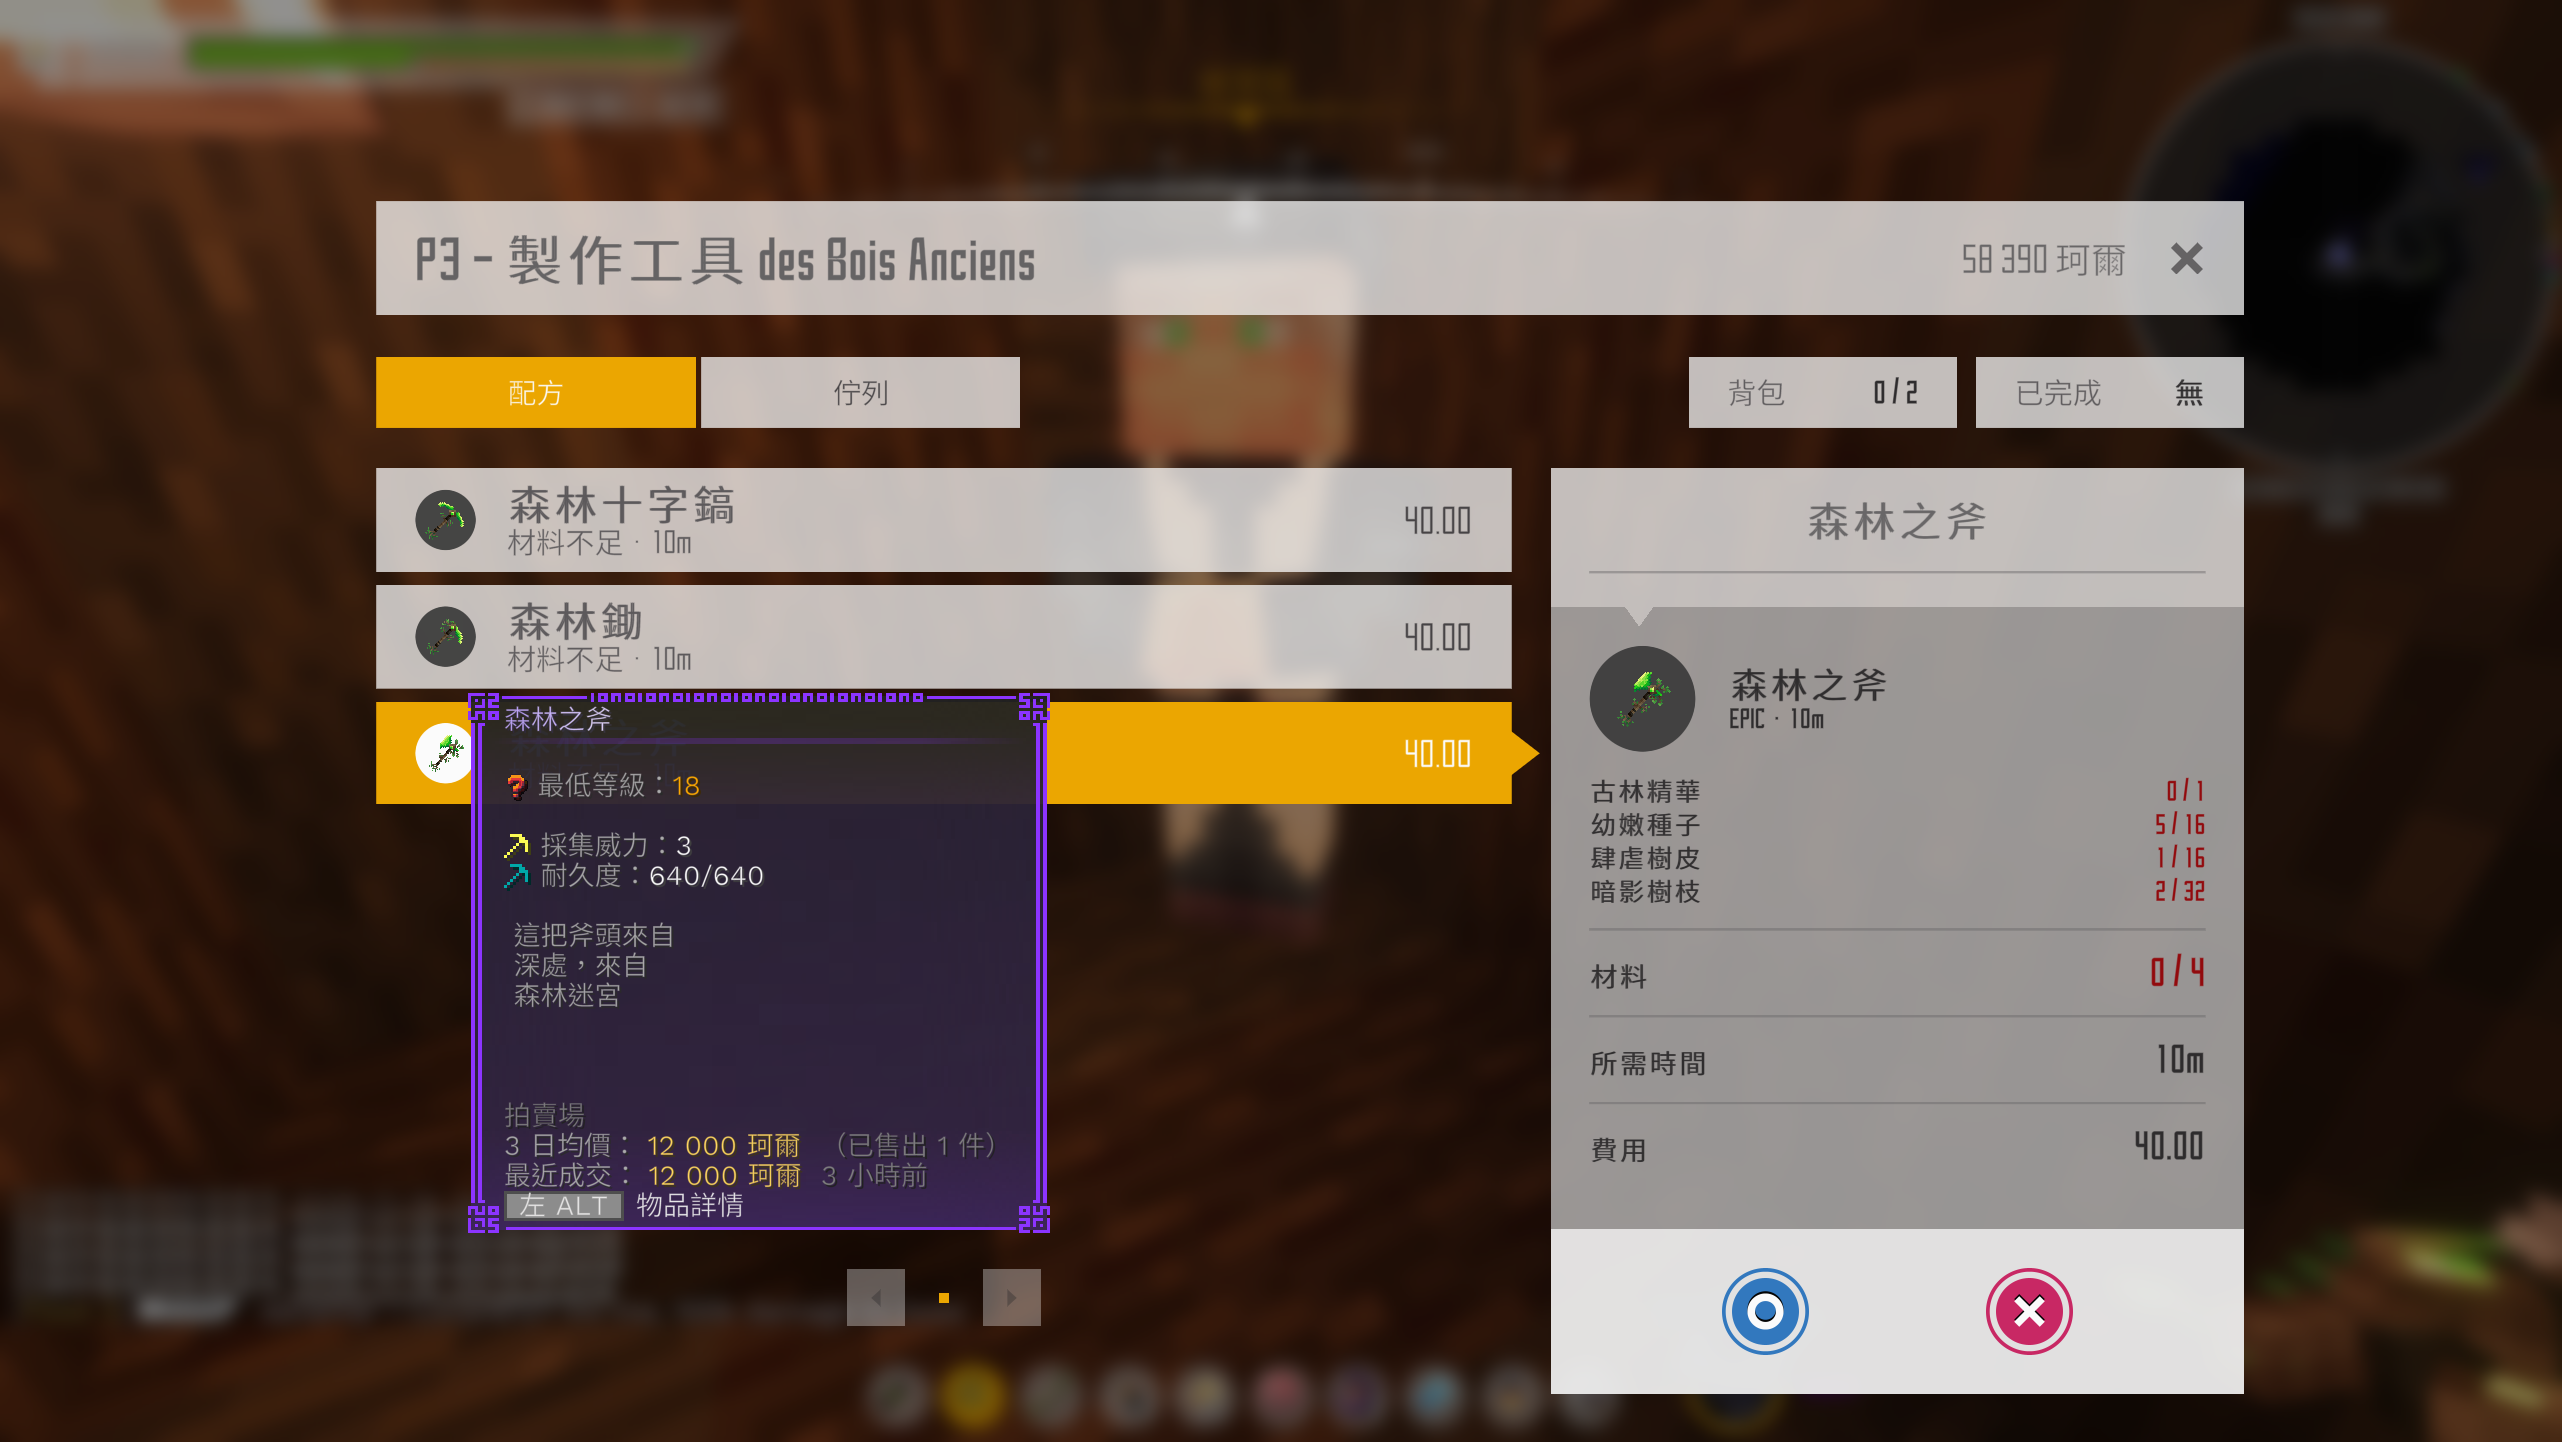 P3 - 製作工具 des Bois Anciens
58 390 珂爾
配方
佇列
背包 0/2
已完成 無
森林十字鎬
材料不足 · 10m
40.00
森林鋤
材料不足 · 10m
40.00
40.00
森林之斧
最低等級：18
採集威力：3
耐久度：640/640
這把斧頭來自
深處，來自
森林迷宮
拍賣場
3 日均價： 12 000 珂爾 （已售出 1 件）
最近成交： 12 000 珂爾 3 小時前
左 ALT 物品詳情
森林之斧
森林之斧
EPIC · 10m
古林精華 0/1
幼嫩種子 5/16
肆虐樹皮 1/16
暗影樹枝 2/32
材料 0/4
所需時間 10m
費用 40.00